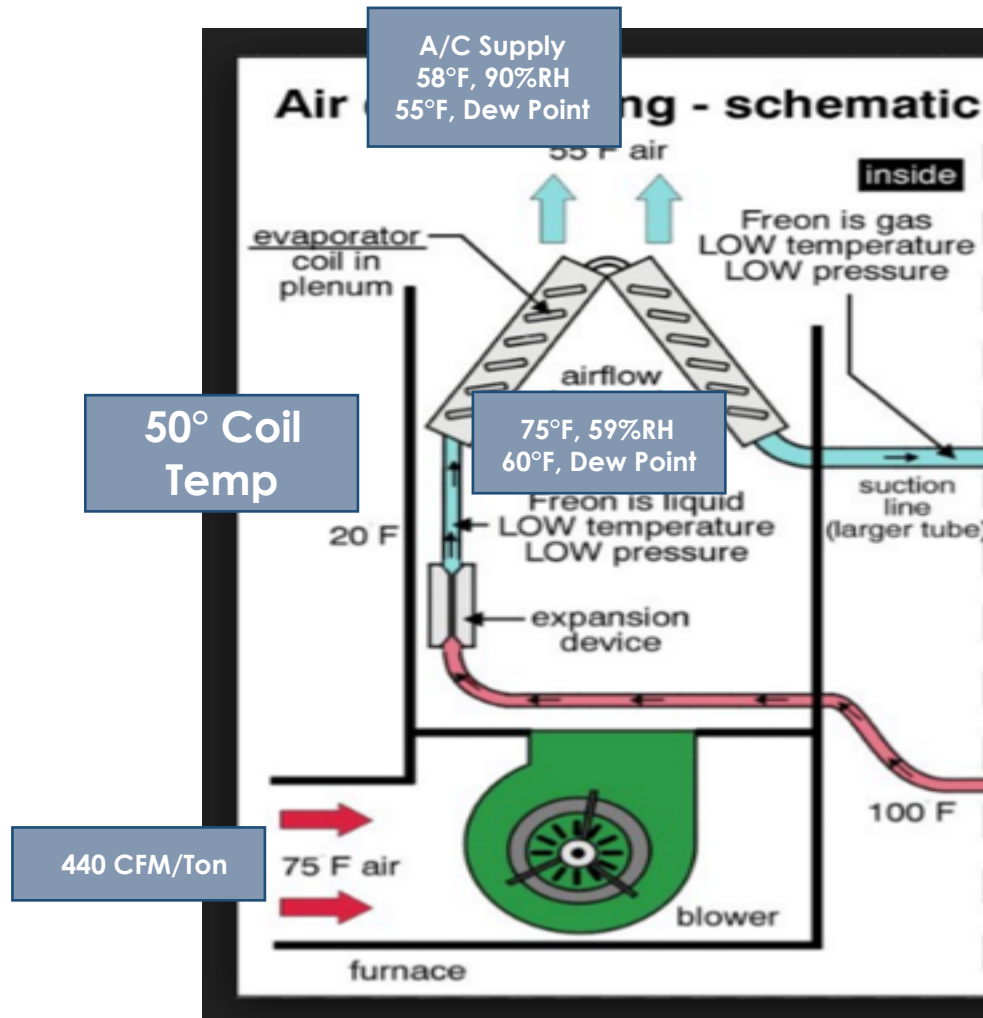 A/C Supply
58°F, 90%RH
55°F, Dew Point
Air ng - schematic
55°F air
inside
Freon is gas
LOW temperature
LOW pressure
evaporator
coil in
plenum
airflow
50° Coil
Temp
75°F, 59%RH
60°F, Dew Point
Freon is liquid
LOW temperature
LOW pressure
20°F
suction
line
(larger tube)
expansion
device
100°F
440 CFM/Ton
75°F air
blower
furnace